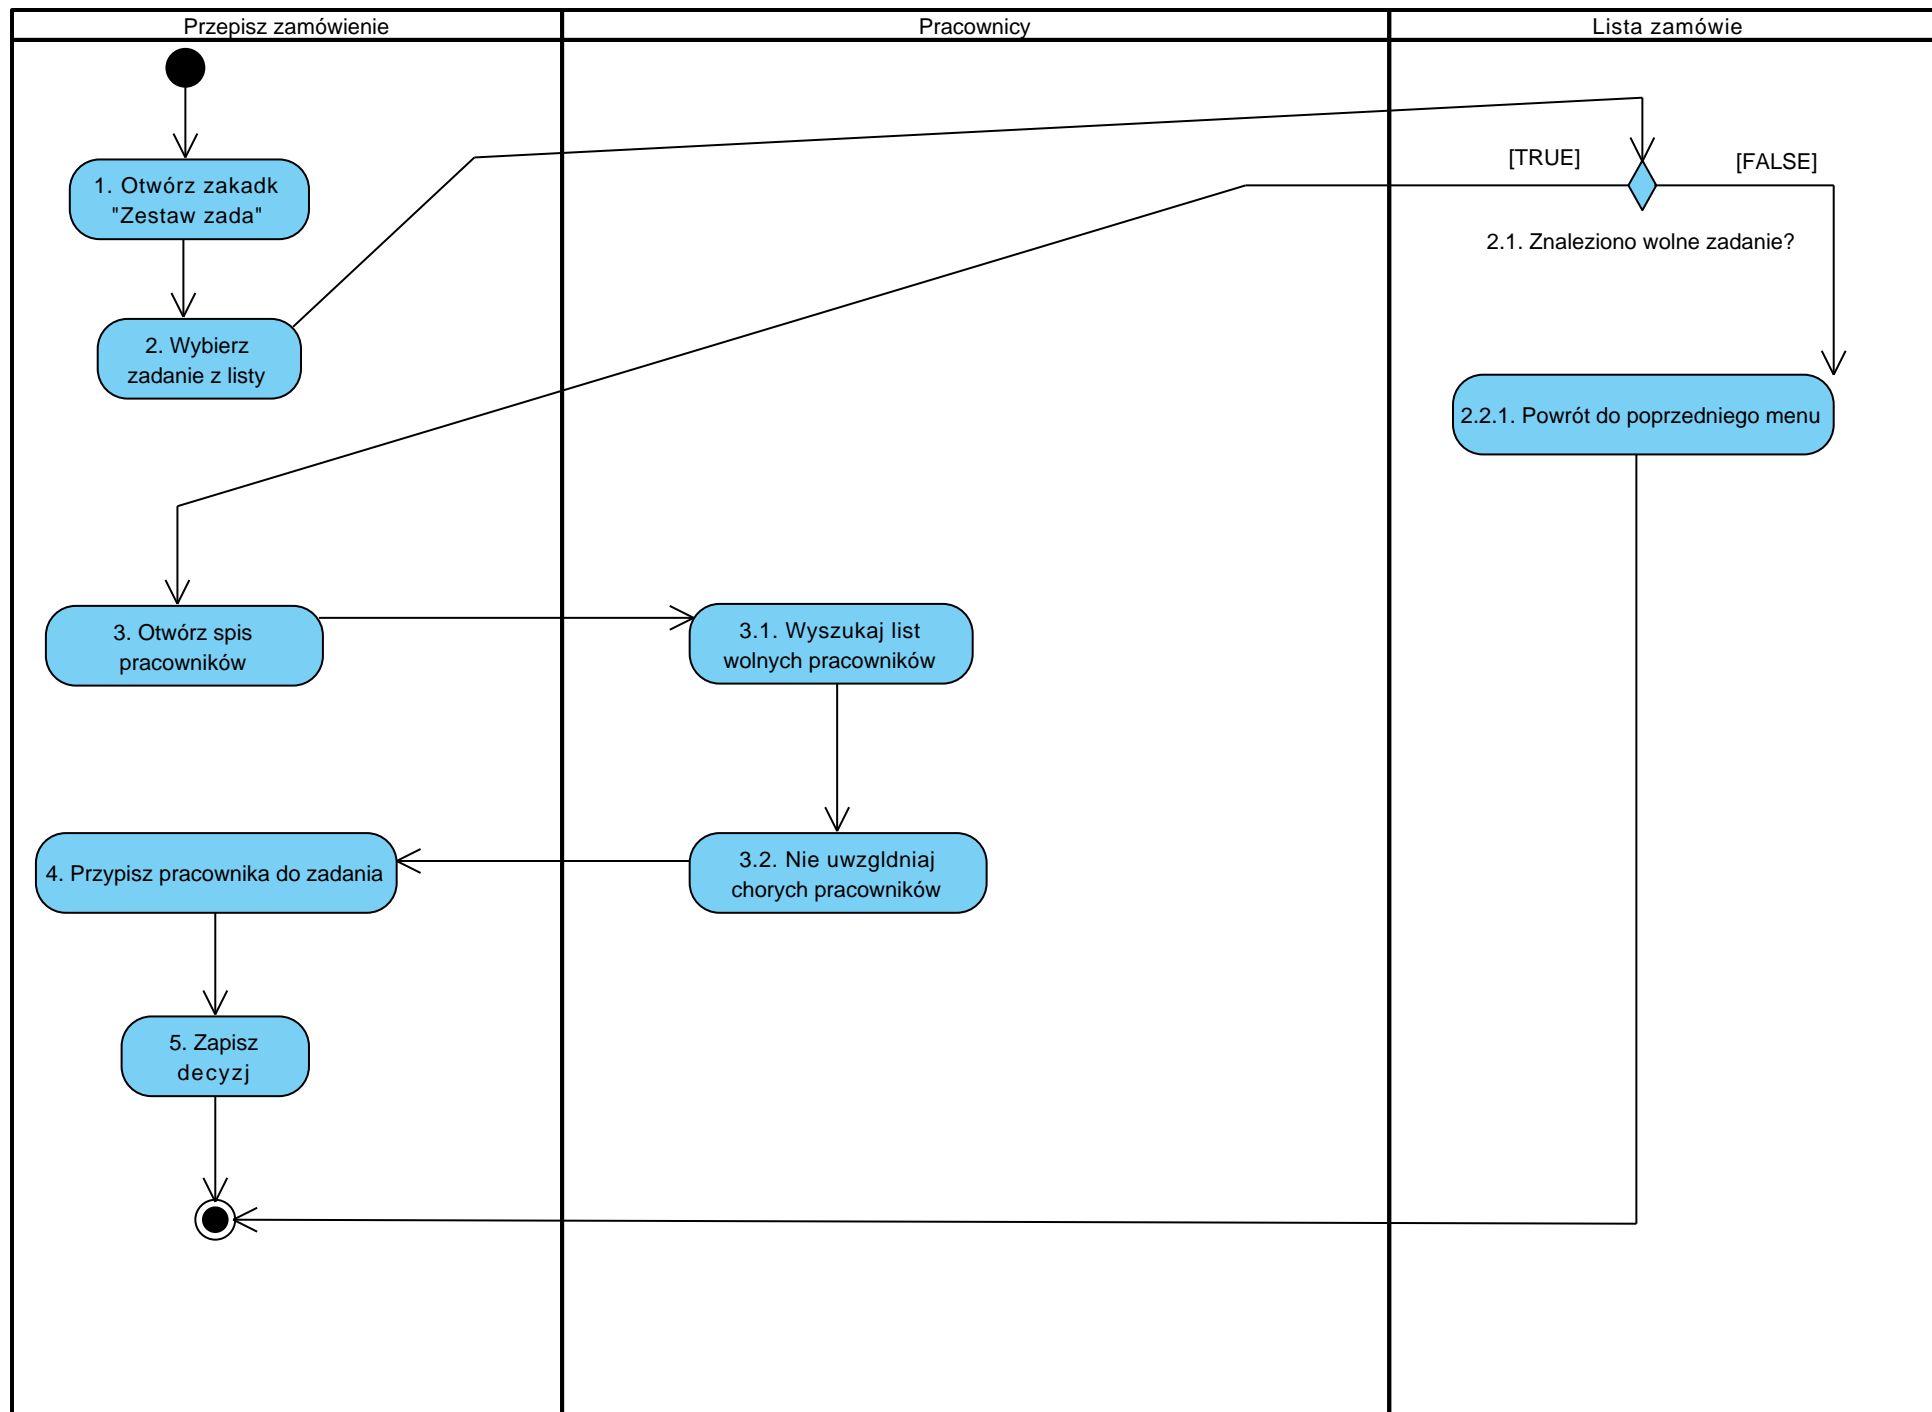 Przepisz zamówienie
Pracownicy
Lista zamówie
1. Otwórz zakadk
"Zestaw zada"
[TRUE]
[FALSE]
2.1. Znaleziono wolne zadanie?
2. Wybierz
zadanie z listy
2.2.1. Powrót do poprzedniego menu
3. Otwórz spis
pracowników
3.1. Wyszukaj list
wolnych pracowników
4. Przypisz pracownika do zadania
3.2. Nie uwzgldniaj
chorych pracowników
5. Zapisz
decyzj